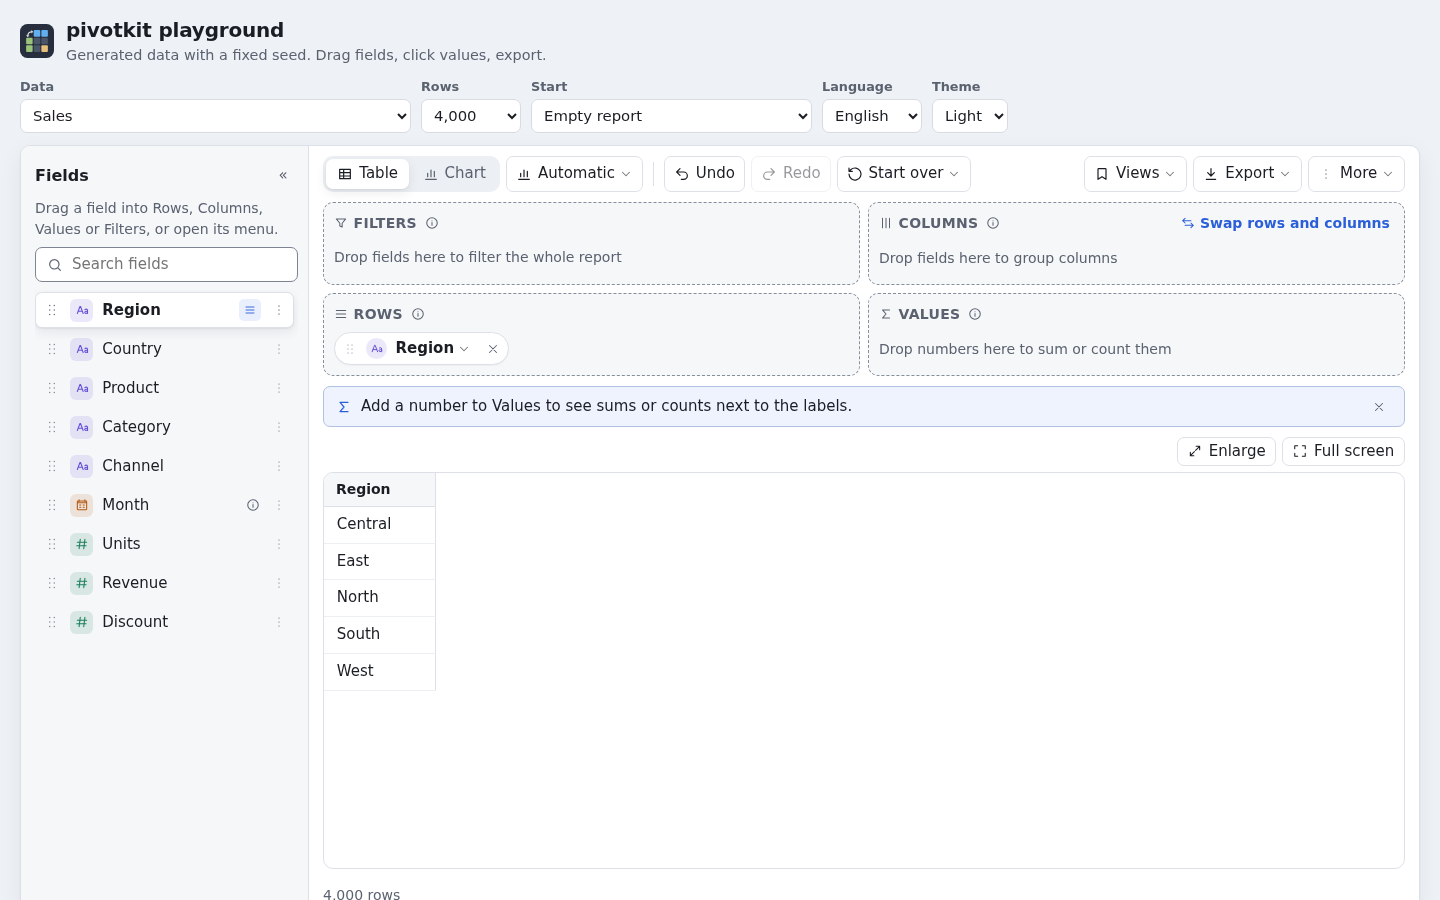 pivotkit playground
Generated data with a fixed seed. Drag fields, click values, export.
Data
Rows
Start
Language
Theme
Sales
4,000
Empty report
English
Light
Fields
«
Drag a field into Rows, Columns,
Values or Filters, or open its menu.
Search fields
Aa Region
Aa Country
Aa Product
Aa Category
Aa Channel
Month
# Units
# Revenue
# Discount
Table
Chart
Automatic
Undo
Redo
Start over
Views
Export
More
FILTERS
Drop fields here to filter the whole report
COLUMNS
Swap rows and columns
Drop fields here to group columns
ROWS
Aa Region
Σ VALUES
Drop numbers here to sum or count them
Σ Add a number to Values to see sums or counts next to the labels.
Enlarge
Full screen
Region
Central
East
North
South
West
4,000 rows